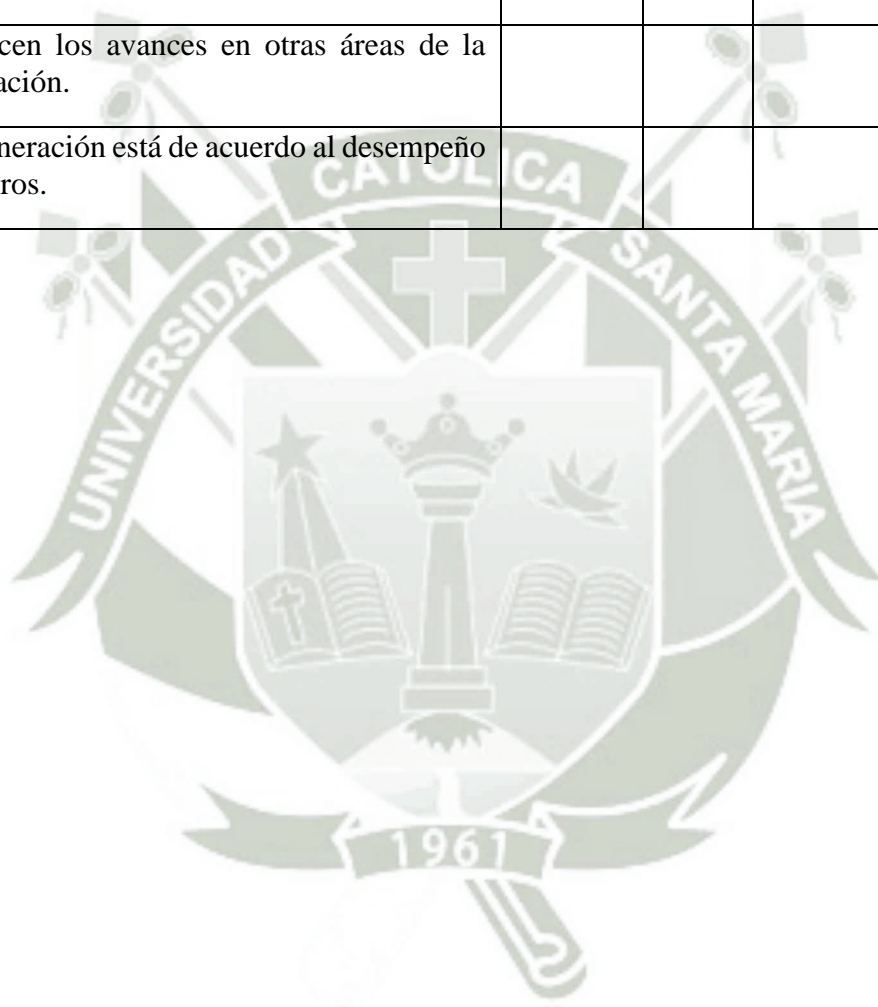 cen los avances en otras áreas de la
ación.
neración está de acuerdo al desempeño
ros.
UNIVERSIDAD CATOLICA SANTA MARIA
1961